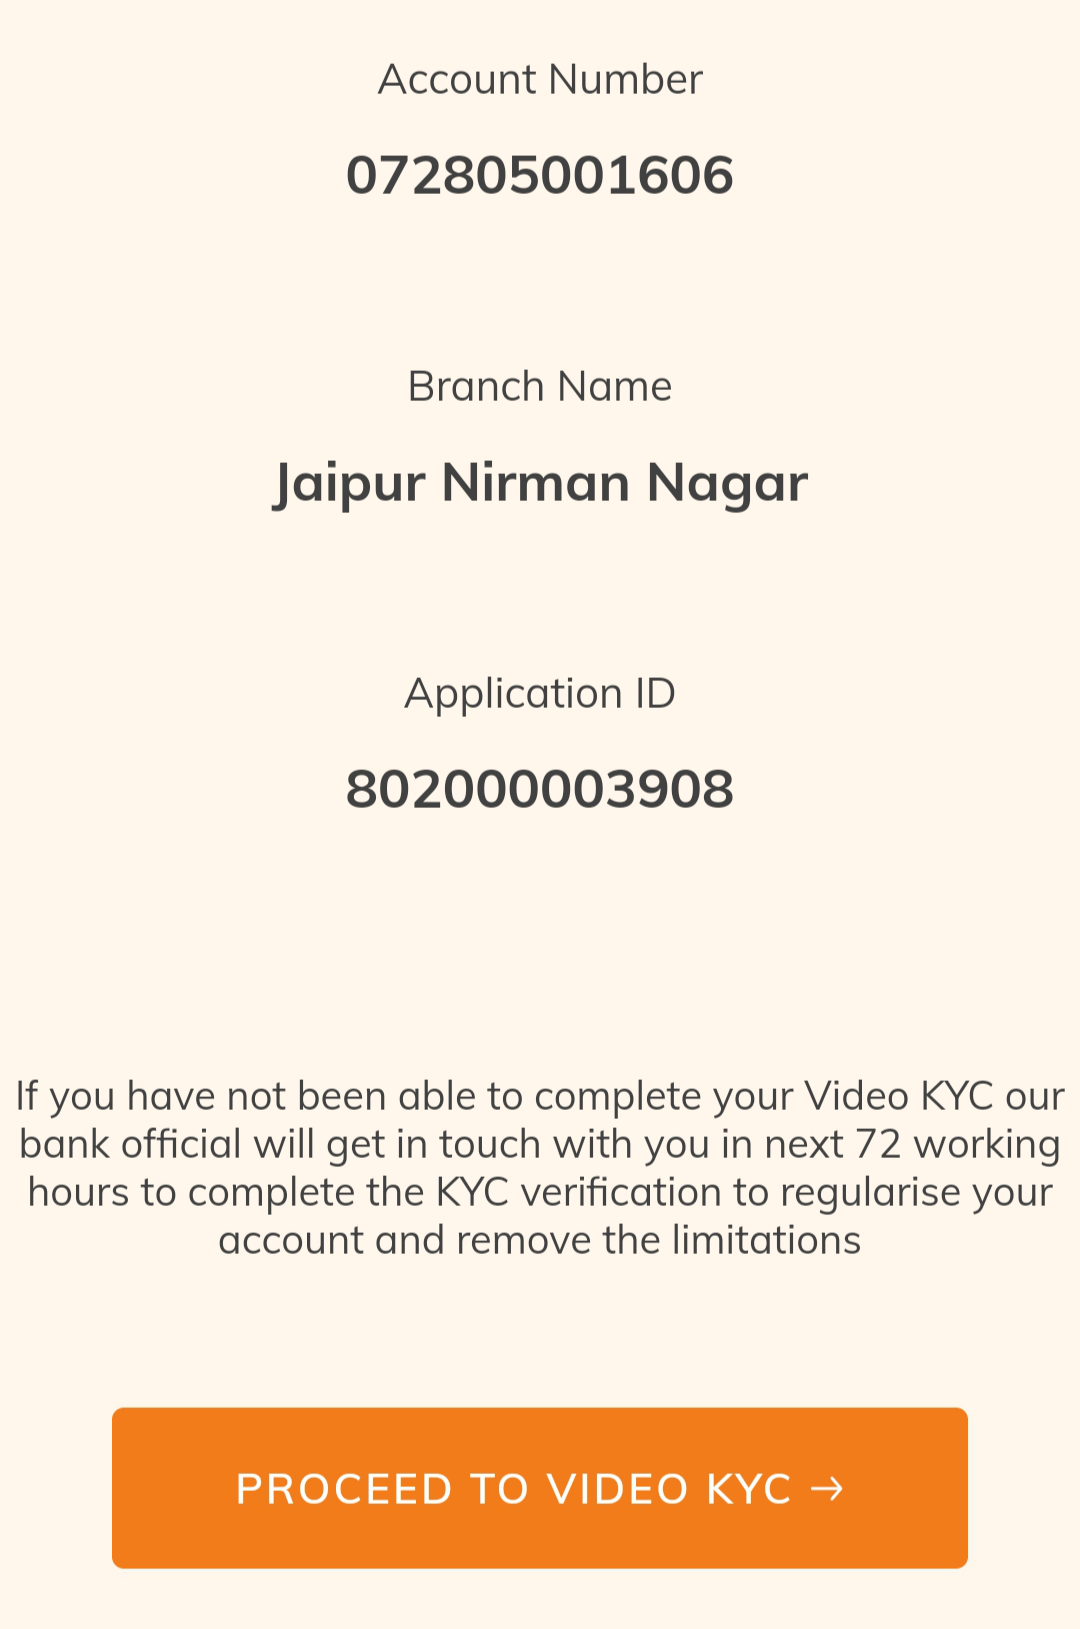 Account Number
072805001606
Branch Name
Jaipur Nirman Nagar
Application ID
802000003908
If you have not been able to complete your Video KYC our
bank official will get in touch with you in next 72 working
hours to complete the KYC verification to regularise your
account and remove the limitations
PROCEED TO VIDEO KYC →